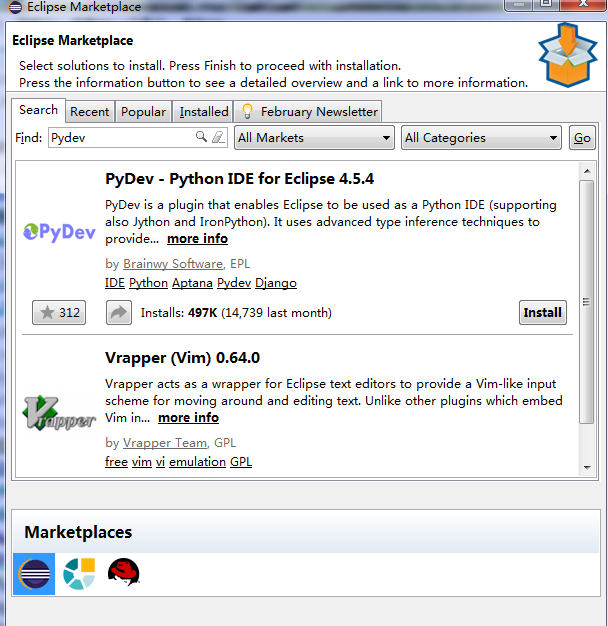 Eclipse Marketplace
Eclipse Marketplace
Select solutions to install. Press Finish to proceed with installation.
Press the information button to see a detailed overview and a link to more information.
Search Recent Popular Installed February Newsletter
Find: Pydev All Markets All Categories Go
PyDev - Python IDE for Eclipse 4.5.4
PyDev is a plugin that enables Eclipse to be used as a Python IDE (supporting
also Jython and IronPython). It uses advanced type inference techniques to
PyDev
provide... more info
by Brainwy Software, EPL
IDE Python Aptana Pydev Django
312 Installs: 497K (14,739 last month) Install
Vrapper (Vim) 0.64.0
Vrapper acts as a wrapper for Eclipse text editors to provide a Vim-like input
scheme for moving around and editing text. Unlike other plugins which embed
Vrapper
Vim in... more info
by Vrapper Team, GPL
free vim vi emulation GPL
Marketplaces